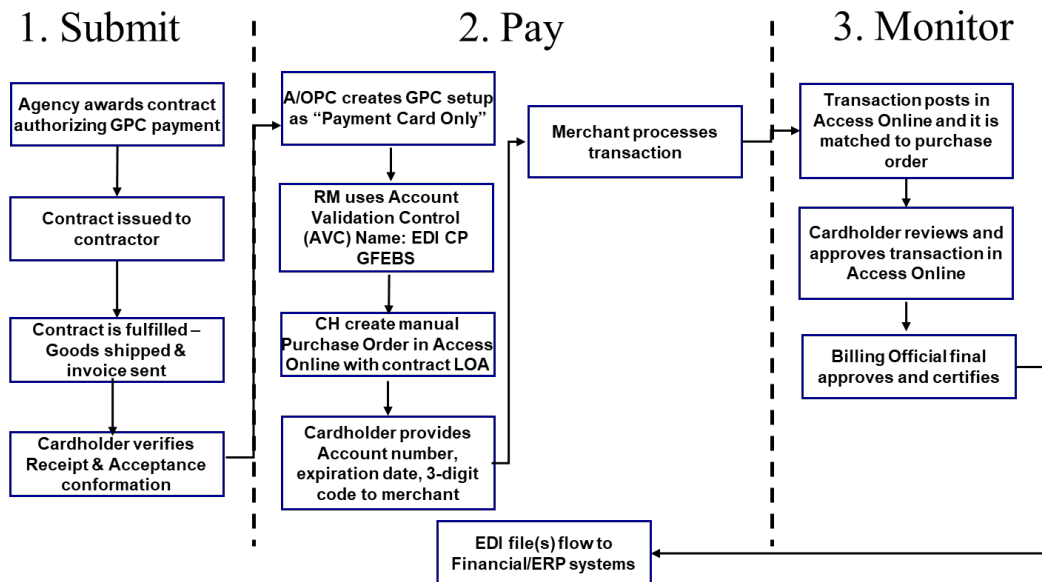 1. Submit
2. Pay
3. Monitor
Agency awards contract
authorizing GPC payment
Contract issued to
contractor
Contract is fulfilled –
Goods shipped &
invoice sent
Cardholder verifies
Receipt & Acceptance
conformation
A/OPC creates GPC setup
as “Payment Card Only”
RM uses Account
Validation Control
(AVC) Name: EDI CP
GFEBS
CH create manual
Purchase Order in Access
Online with contract LOA
Cardholder provides
Account number,
expiration date, 3-digit
code to merchant
Merchant processes
transaction
Transaction posts in
Access Online and it is
matched to purchase
order
Cardholder reviews and
approves transaction in
Access Online
Billing Official final
approves and certifies
EDI file(s) flow to
Financial/ERP systems